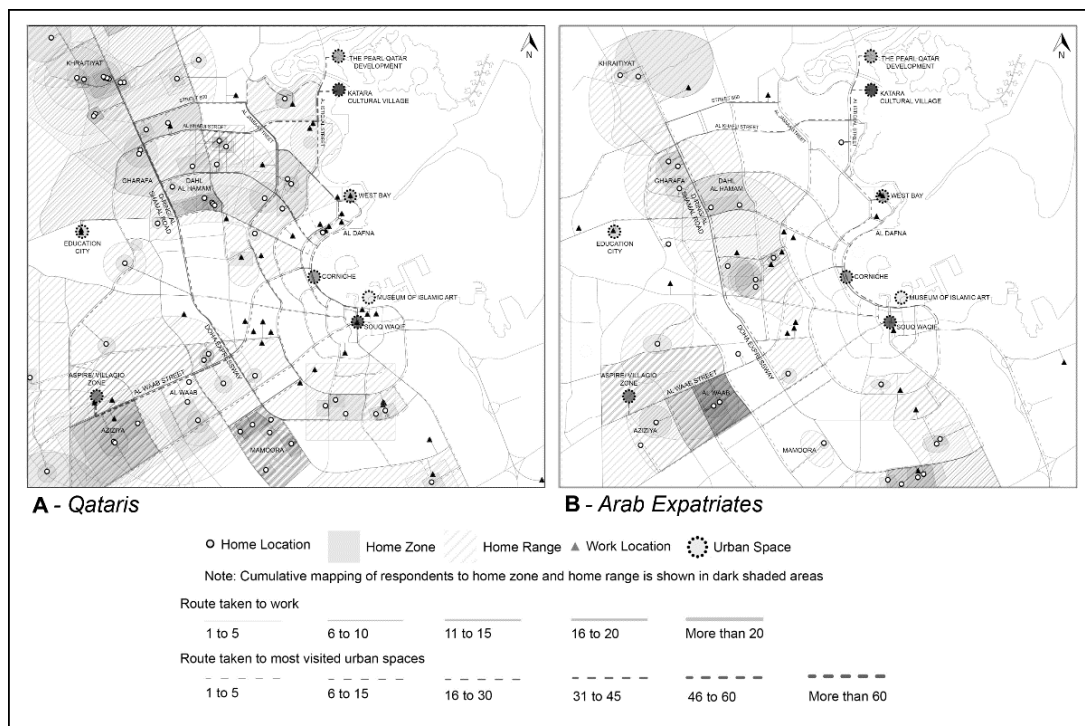 N
KHRAITIYAT
THE PEARL QATAR
DEVELOPMENT
KATARA
CULTURAL VILLAGE
STREET 600
AL KHAFJI STREET
GHARAFA
DAHL
AL HAMAM
WEST BAY
EDUCATION
CITY
AL DAFNA
CORNICHE
MUSEUM OF ISLAMIC ART
SOUQ WAQIF
DOHA EXPRESSWAY
ASPIRE/VILLAGIO
ZONE
AL WAAB STREET
AL WAAB
AZIZIYA
MAMOORA
A - Qataris
N
KHRAITIYAT
THE PEARL QATAR
DEVELOPMENT
KATARA
CULTURAL VILLAGE
STREET 600
AL KHAFJI STREET
GHARAFA
DAHL
AL HAMAM
WEST BAY
EDUCATION
CITY
AL DAFNA
CORNICHE
MUSEUM OF ISLAMIC ART
SOUQ WAQIF
DOHA EXPRESSWAY
ASPIRE/VILLAGIO
ZONE
AL WAAB STREET
AL WAAB
AZIZIYA
MAMOORA
B - Arab Expatriates
Home Location Home Zone Home Range Work Location Urban Space
Note: Cumulative mapping of respondents to home zone and home range is shown in dark shaded areas
Route taken to work
1 to 5 6 to 10 11 to 15 16 to 20 More than 20
Route taken to most visited urban spaces
1 to 5 6 to 15 16 to 30 31 to 45 46 to 60 More than 60